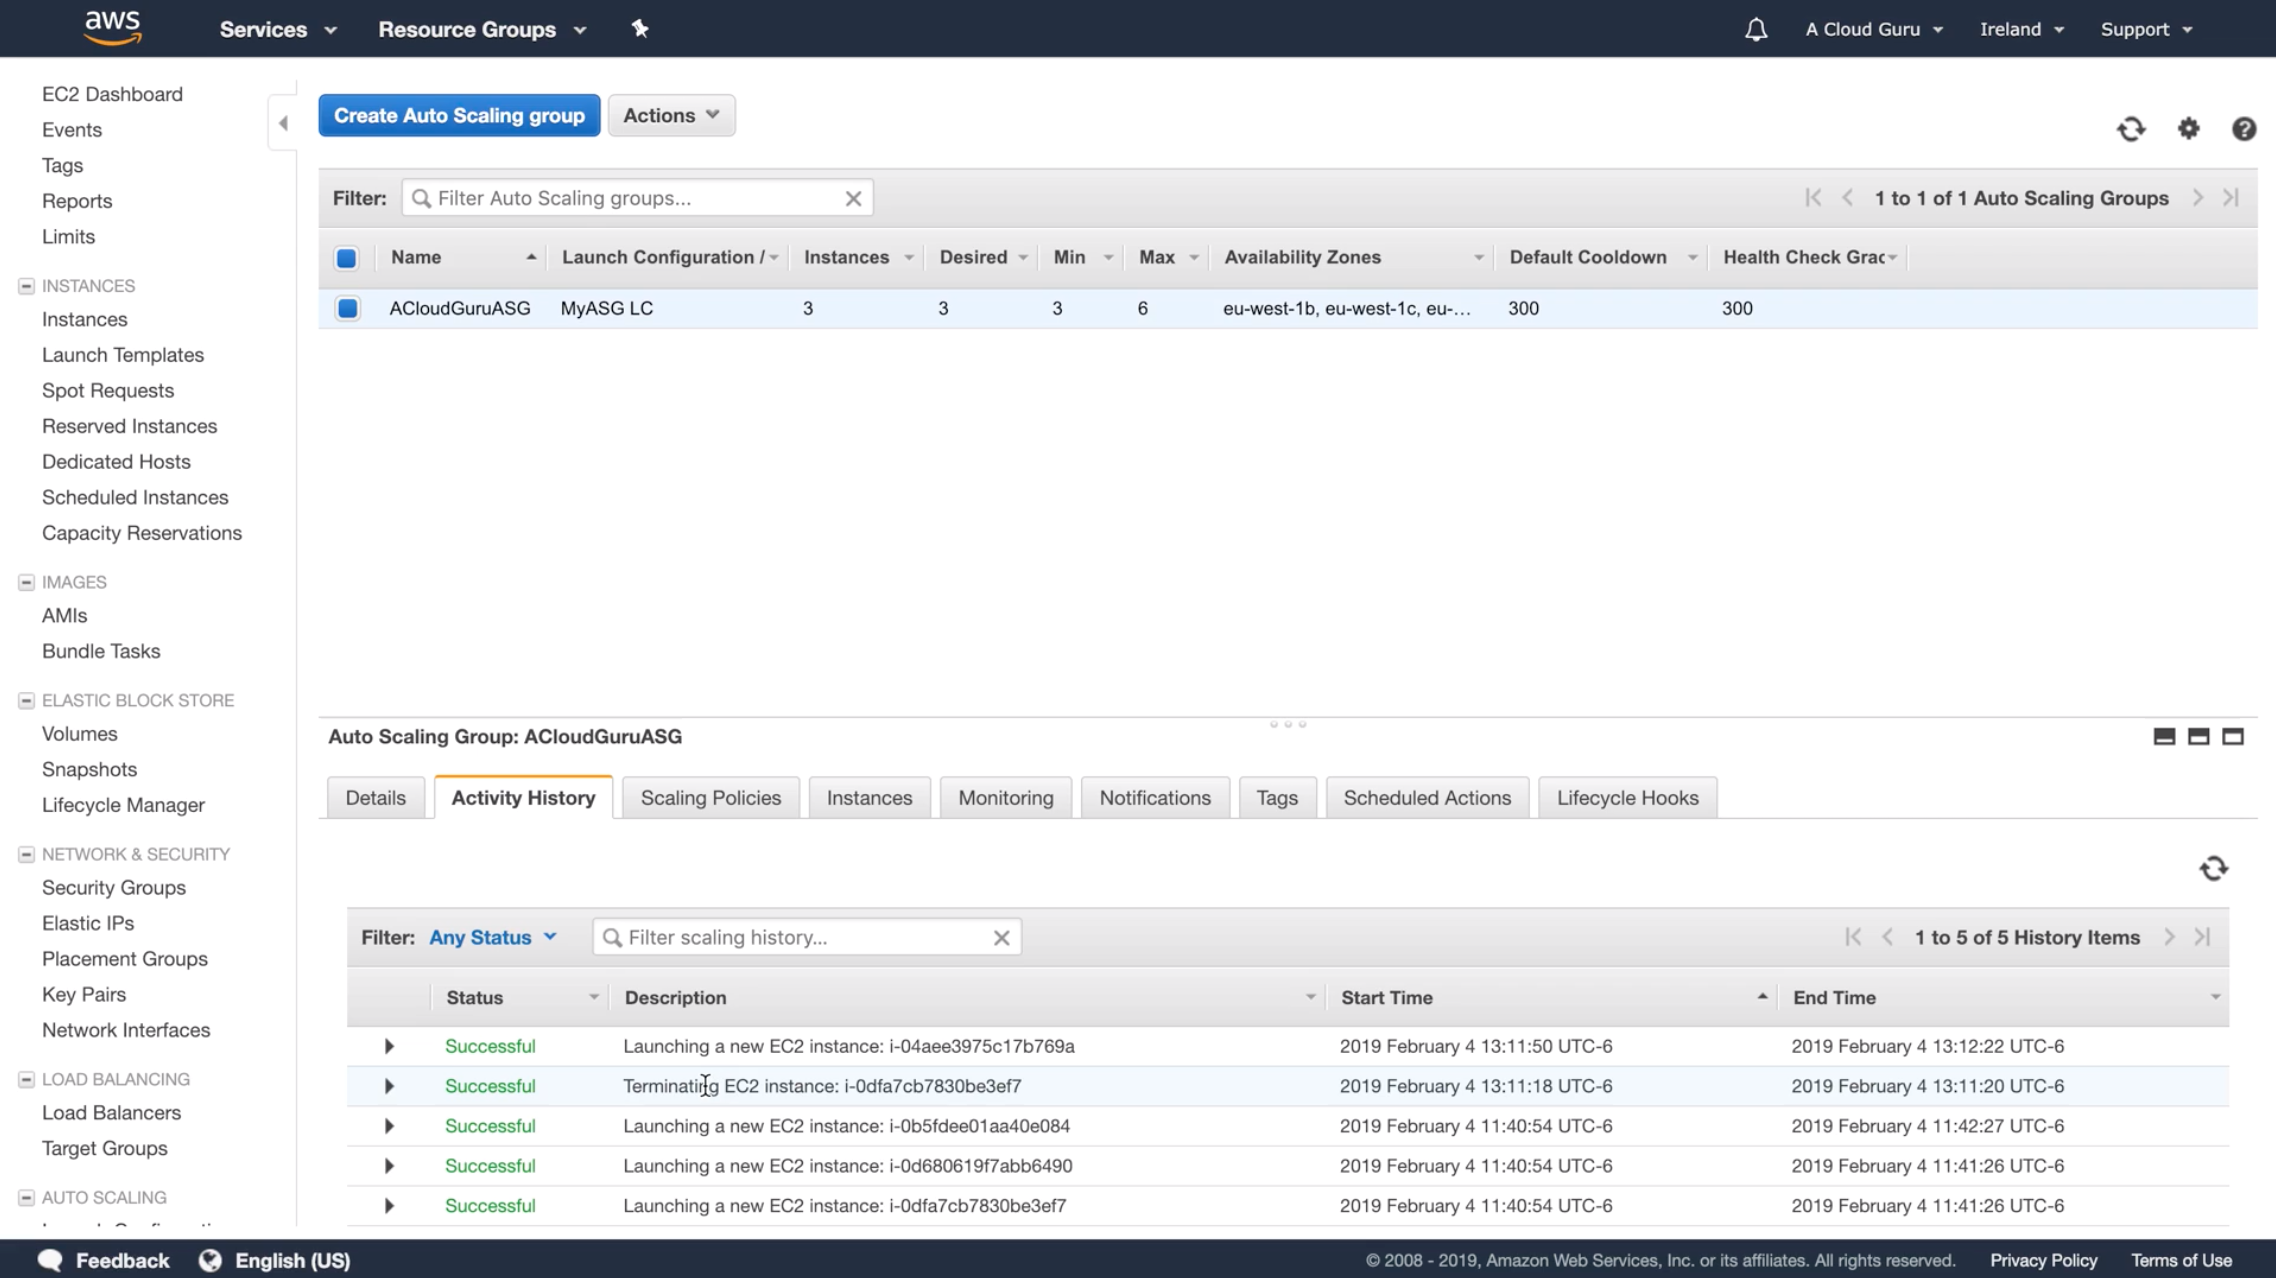 aws Services Resource Groups A Cloud Guru Ireland Support
EC2 Dashboard
Events
Tags
Reports
Limits
INSTANCES
Instances
Launch Templates
Spot Requests
Reserved Instances
Dedicated Hosts
Scheduled Instances
Capacity Reservations
IMAGES
AMIs
Bundle Tasks
ELASTIC BLOCK STORE
Volumes
Snapshots
Lifecycle Manager
NETWORK & SECURITY
Security Groups
Elastic IPs
Placement Groups
Key Pairs
Network Interfaces
LOAD BALANCING
Load Balancers
Target Groups
AUTO SCALING
Create Auto Scaling group Actions
Filter: Filter Auto Scaling groups... 1 to 1 of 1 Auto Scaling Groups
Name Launch Configuration / Instances Desired Min Max Availability Zones Default Cooldown Health Check Grac
ACloudGuruASG MyASG LC 3 3 3 6 eu-west-1b, eu-west-1c, eu-... 300 300
Auto Scaling Group: ACloudGuruASG
Details Activity History Scaling Policies Instances Monitoring Notifications Tags Scheduled Actions Lifecycle Hooks
Filter: Any Status Filter scaling history... 1 to 5 of 5 History Items
Status Description Start Time End Time
Successful Launching a new EC2 instance: i-04aee3975c17b769a 2019 February 4 13:11:50 UTC-6 2019 February 4 13:12:22 UTC-6
Successful Terminating EC2 instance: i-0dfa7cb7830be3ef7 2019 February 4 13:11:18 UTC-6 2019 February 4 13:11:20 UTC-6
Successful Launching a new EC2 instance: i-0b5fdee01aa40e084 2019 February 4 11:40:54 UTC-6 2019 February 4 11:42:27 UTC-6
Successful Launching a new EC2 instance: i-0d680619f7abb6490 2019 February 4 11:40:54 UTC-6 2019 February 4 11:41:26 UTC-6
Successful Launching a new EC2 instance: i-0dfa7cb7830be3ef7 2019 February 4 11:40:54 UTC-6 2019 February 4 11:41:26 UTC-6
Feedback English (US) © 2008 - 2019, Amazon Web Services, Inc. or its affiliates. All rights reserved. Privacy Policy Terms of Use